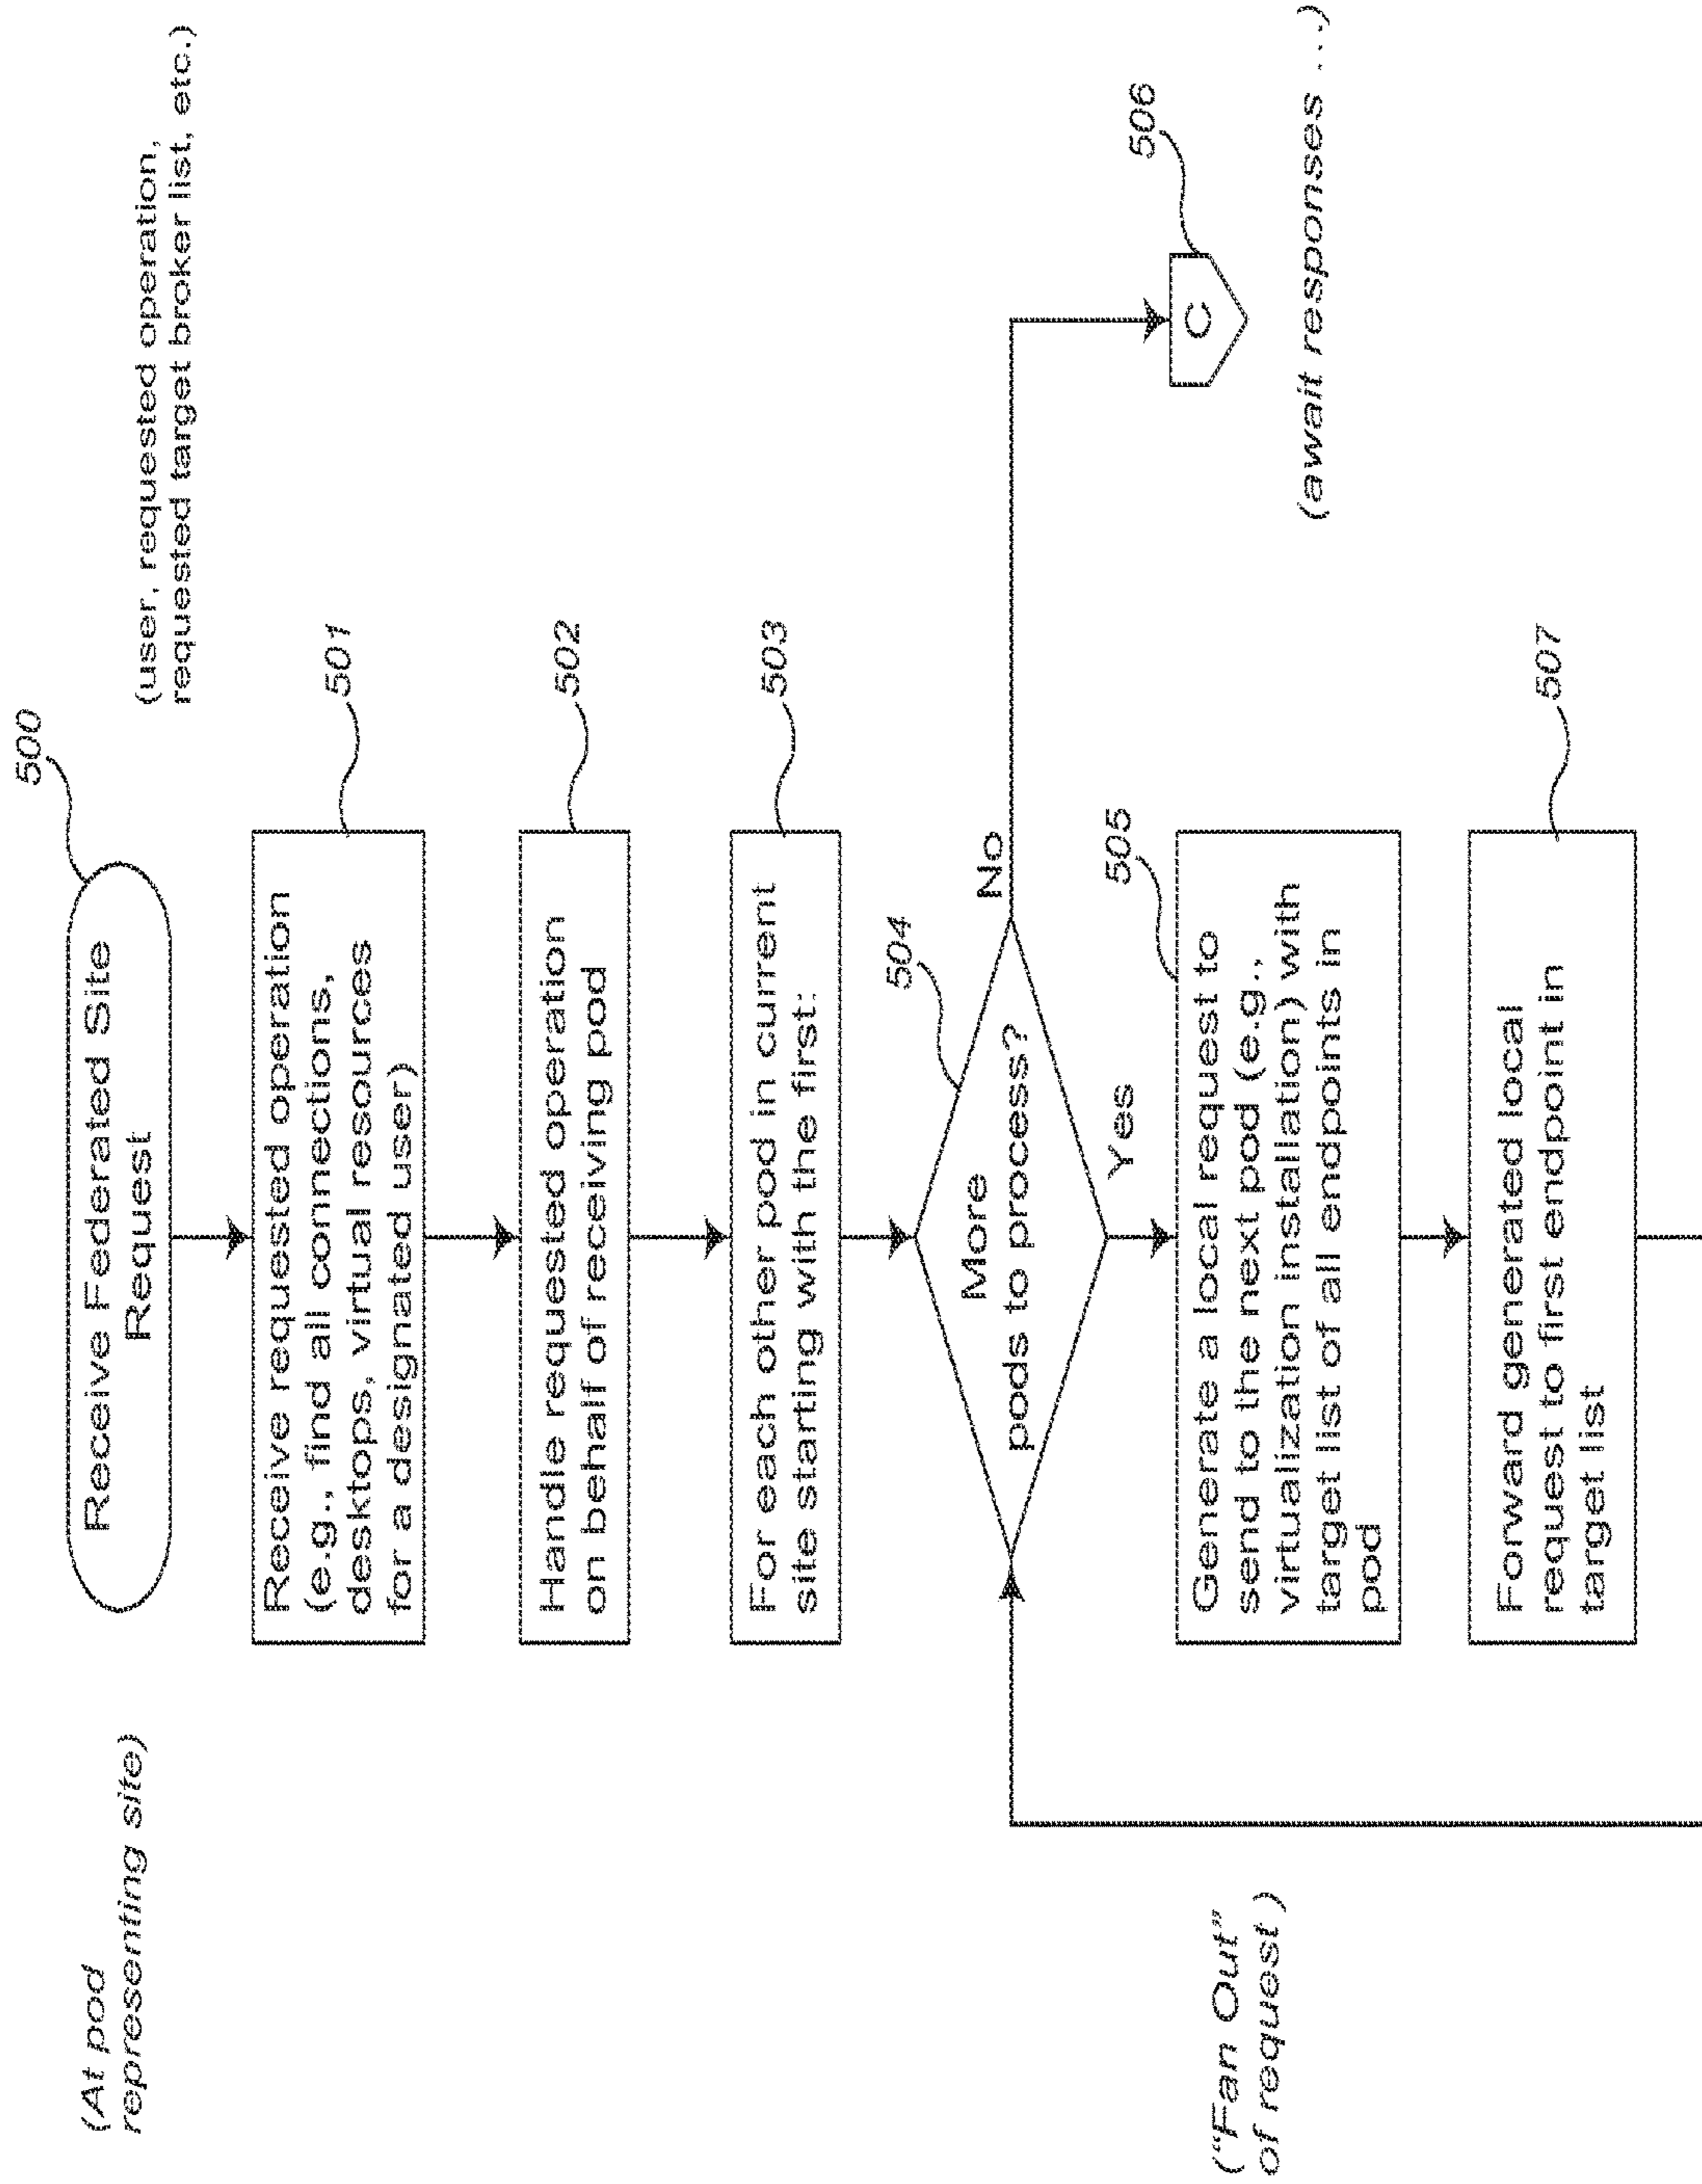 (At pod
representing site)
500
Receive Federated Site
Request
(user, requested operation,
requested target broker list, etc.)
501
Receive requested operation
(e.g., find all connections,
desktops, virtual resources
for a designated user)
502
Handle requested operation
on behalf of receiving pod
503
For each other pod in current
site starting with the first:
504
More
pods to process?
No
Yes
506
C
(await responses ...)
("Fan Out"
of request )
505
Generate a local request to
send to the next pod (e.g.,
virtualization installation) with
target list of all endpoints in
pod
507
Forward generated local
request to first endpoint in
target list